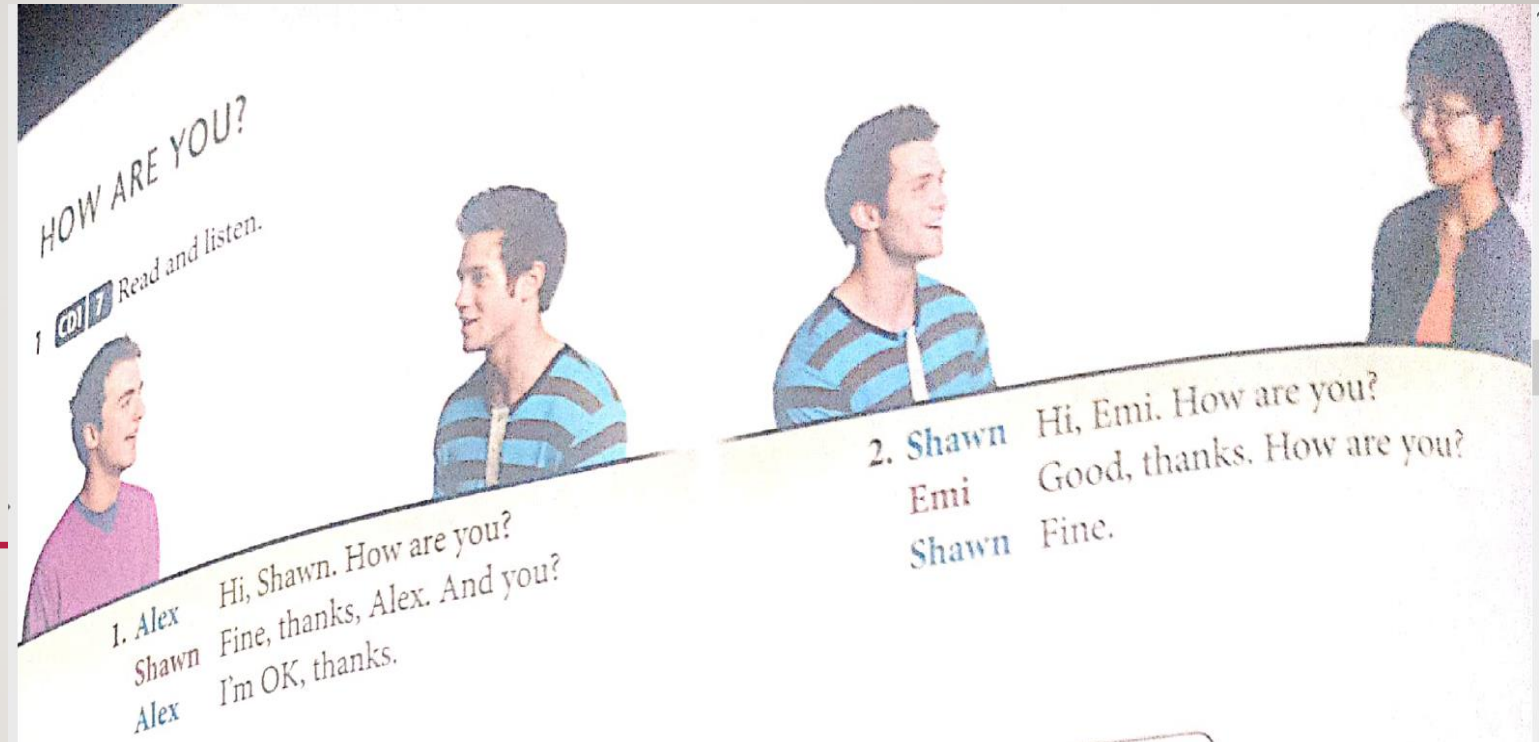 HOW ARE YOU?
1 CD1 7 Read and listen.
1. Alex Hi, Shawn. How are you?
Shawn Fine, thanks, Alex. And you?
Alex I'm OK, thanks.
2. Shawn Hi, Emi. How are you?
Emi Good, thanks. How are you?
Shawn Fine.